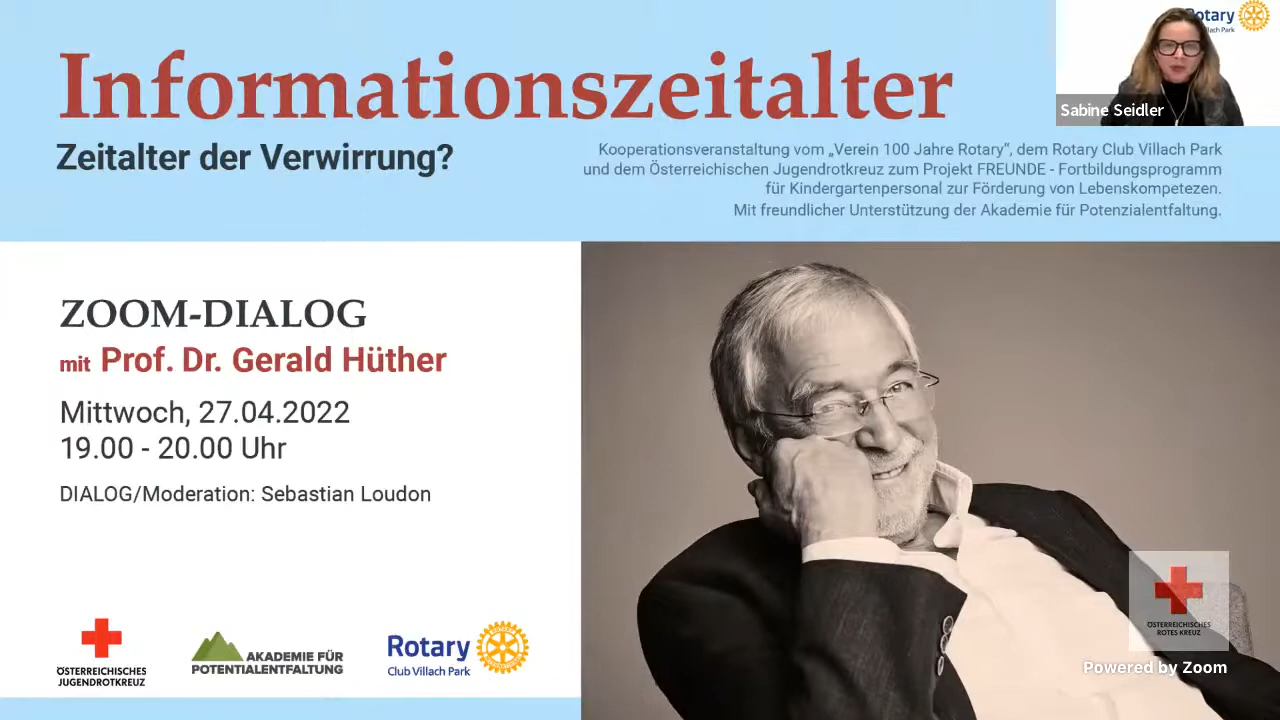 Informationszeitalter
Zeitalter der Verwirrung?
Kooperationsveranstaltung vom „Verein 100 Jahre Rotary“, dem Rotary Club Villach Park
und dem Österreichischen Jugendrotkreuz zum Projekt FREUNDE - Fortbildungsprogramm
für Kindergartenpersonal zur Förderung von Lebenskompetezen.
Mit freundlicher Unterstützung der Akademie für Potenzialentfaltung.
Rotary
Sabine Seidler
ZOOM-DIALOG
mit Prof. Dr. Gerald Hüther
Mittwoch, 27.04.2022
19.00 - 20.00 Uhr
DIALOG/Moderation: Sebastian Loudon
ÖSTERREICHISCHES
JUGENDROTKREUZ
AKADEMIE FÜR
POTENTIALENTFALTUNG
Rotary
Club Villach Park
ÖSTERREICHISCHES
ROTES KREUZ
Powered by Zoom